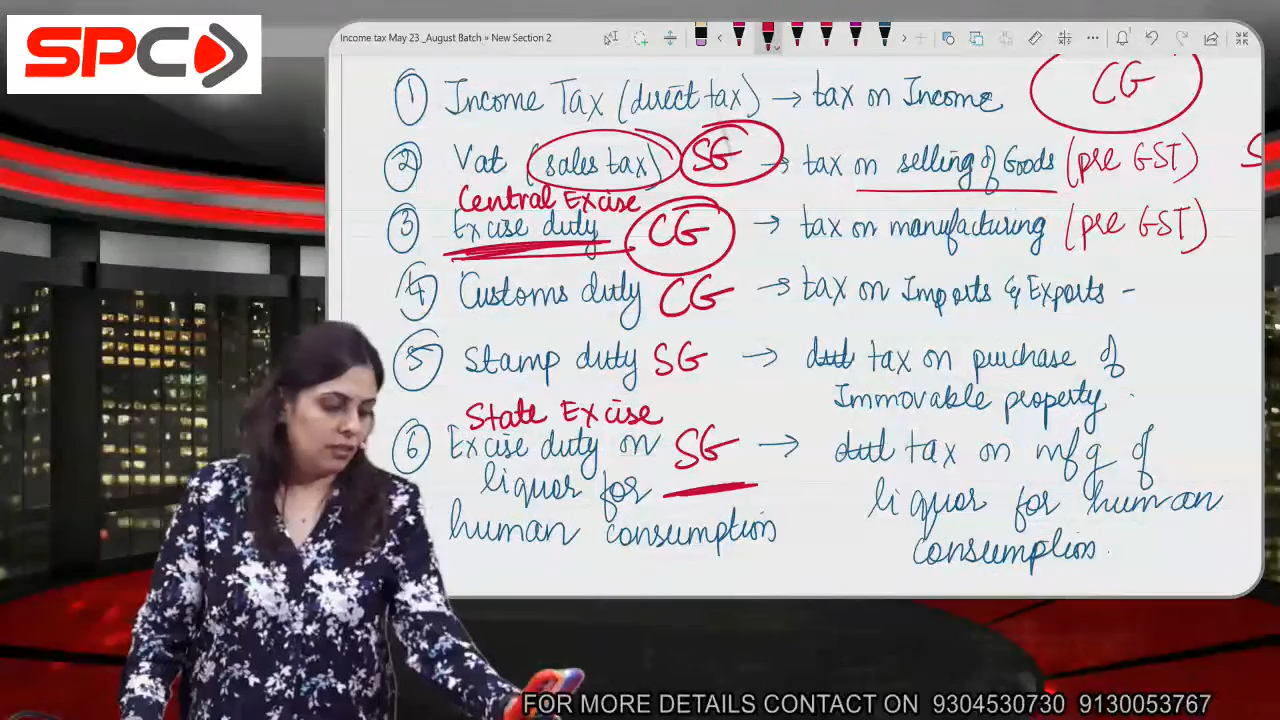 SPC
Income tax May 23 _August Batch » New Section 2
① Income Tax (direct tax) → tax on Income CG
② Vat (sales tax) SG → tax on selling of Goods (pre GST) S
Central Excise
③ Excise duty CG → tax on manufacturing (pre GST)
④ Customs duty CG → tax on Imports & Exports -
⑤ Stamp duty SG → tax on purchase of
Immovable property.
State Excise
⑥ Excise duty on SG → tax on mfg of
liquor for
liquor for human
human consumption
consumption.
FOR MORE DETAILS CONTACT ON 9304530730 9130053767